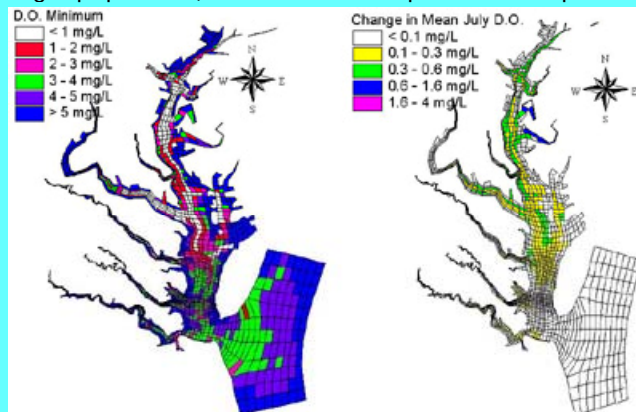 D.O. Minimum
< 1 mg/L
1 - 2 mg/L
2 - 3 mg/L
3 - 4 mg/L
4 - 5 mg/L
> 5 mg/L
N
W E
S
Change in Mean July D.O.
< 0.1 mg/L
0.1 - 0.3 mg/L
0.3 - 0.6 mg/L
0.6 - 1.6 mg/L
1.6 - 4 mg/L
N
W E
S